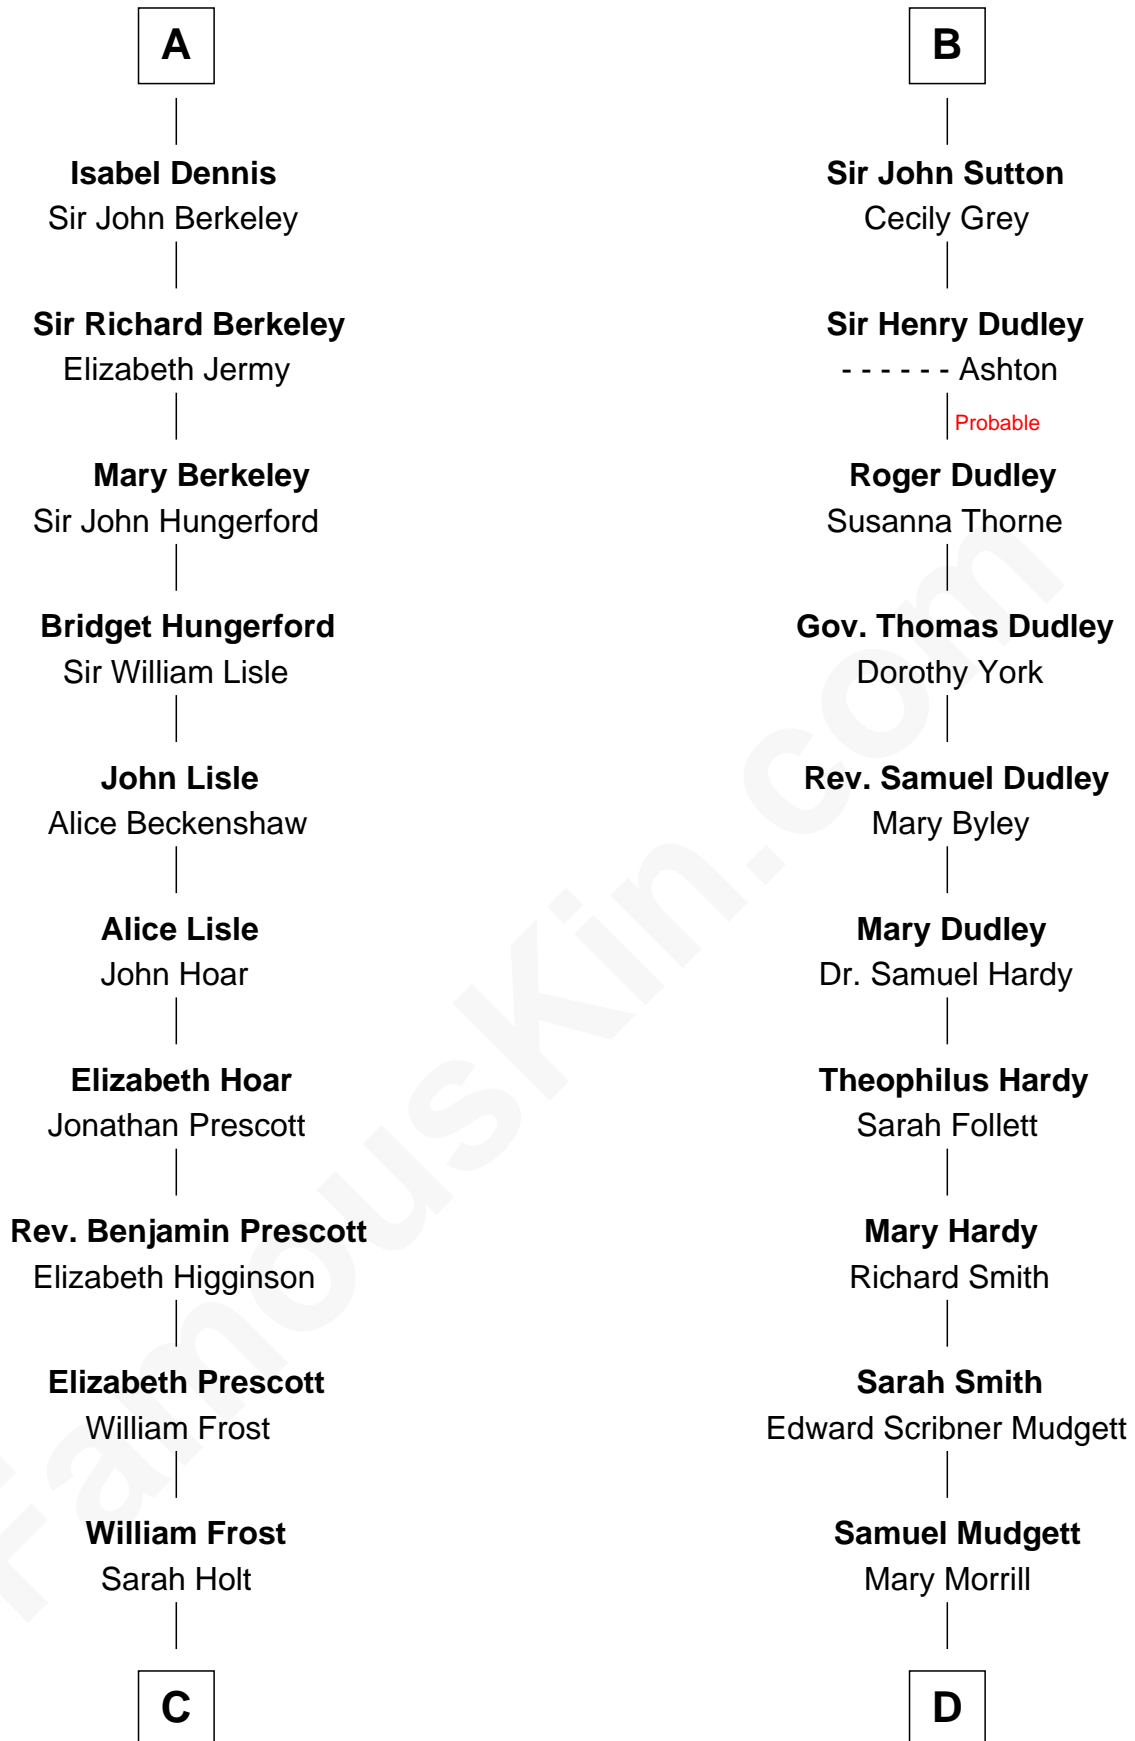 A
Isabel Dennis
Sir John Berkeley
Sir Richard Berkeley
Elizabeth Jermy
Mary Berkeley
Sir John Hungerford
Bridget Hungerford
Sir William Lisle
John Lisle
Alice Beckenshaw
Alice Lisle
John Hoar
Elizabeth Hoar
Jonathan Prescott
Rev. Benjamin Prescott
Elizabeth Higginson
Elizabeth Prescott
William Frost
William Frost
Sarah Holt
C
B
Sir John Sutton
Cecily Grey
Sir Henry Dudley
- - - - - - Ashton
Probable
Roger Dudley
Susanna Thorne
Gov. Thomas Dudley
Dorothy York
Rev. Samuel Dudley
Mary Byley
Mary Dudley
Dr. Samuel Hardy
Theophilus Hardy
Sarah Follett
Mary Hardy
Richard Smith
Sarah Smith
Edward Scribner Mudgett
Samuel Mudgett
Mary Morrill
D
FamousKin.com